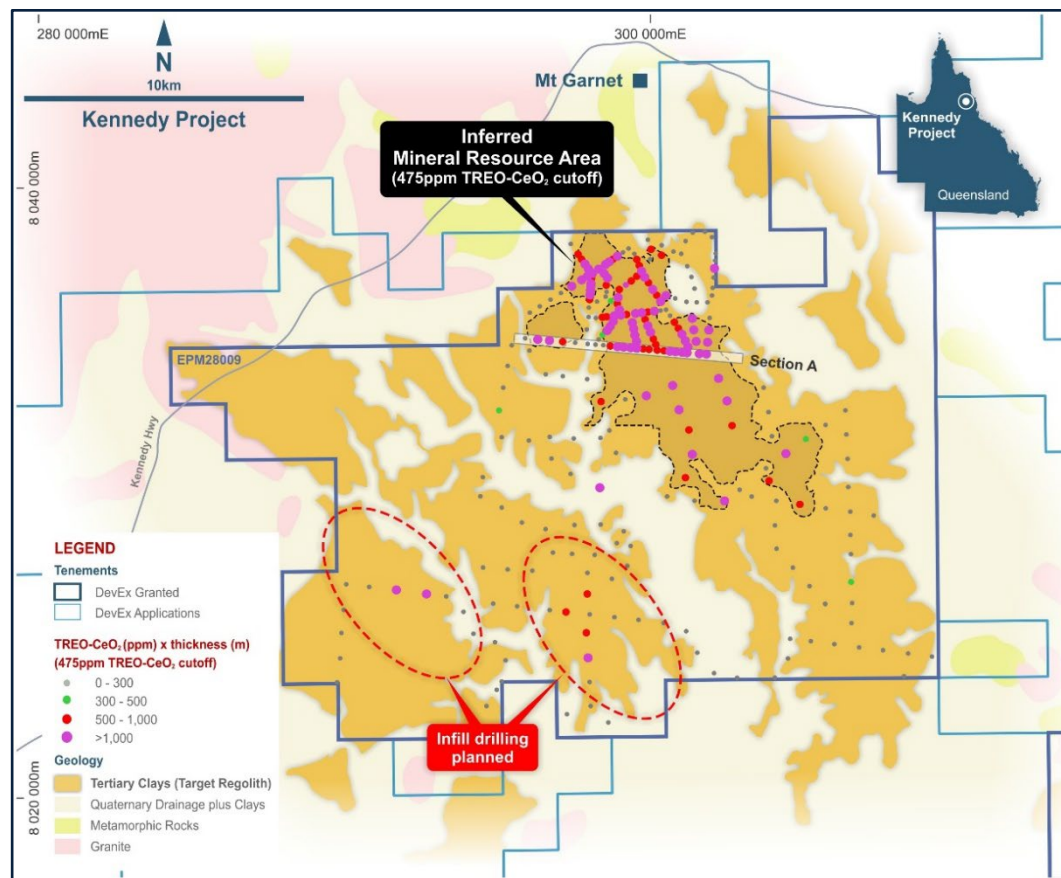 280 000mE
300 000mE
N
10km
Kennedy Project
Mt Garnet
Kennedy
Project
Queensland
Inferred
Mineral Resource Area
(475ppm TREO-CeO₂ cutoff)
8 040 000m
Section A
EPM28009
Kennedy Hwy
LEGEND
Tenements
DevEx Granted
DevEx Applications
TREO-CeO₂ (ppm) x thickness (m)
(475ppm TREO-CeO₂ cutoff)
0 - 300
300 - 500
500 - 1,000
>1,000
Geology
Tertiary Clays (Target Regolith)
Quaternary Drainage plus Clays
Metamorphic Rocks
Granite
Infill drilling
planned
8 020 000m